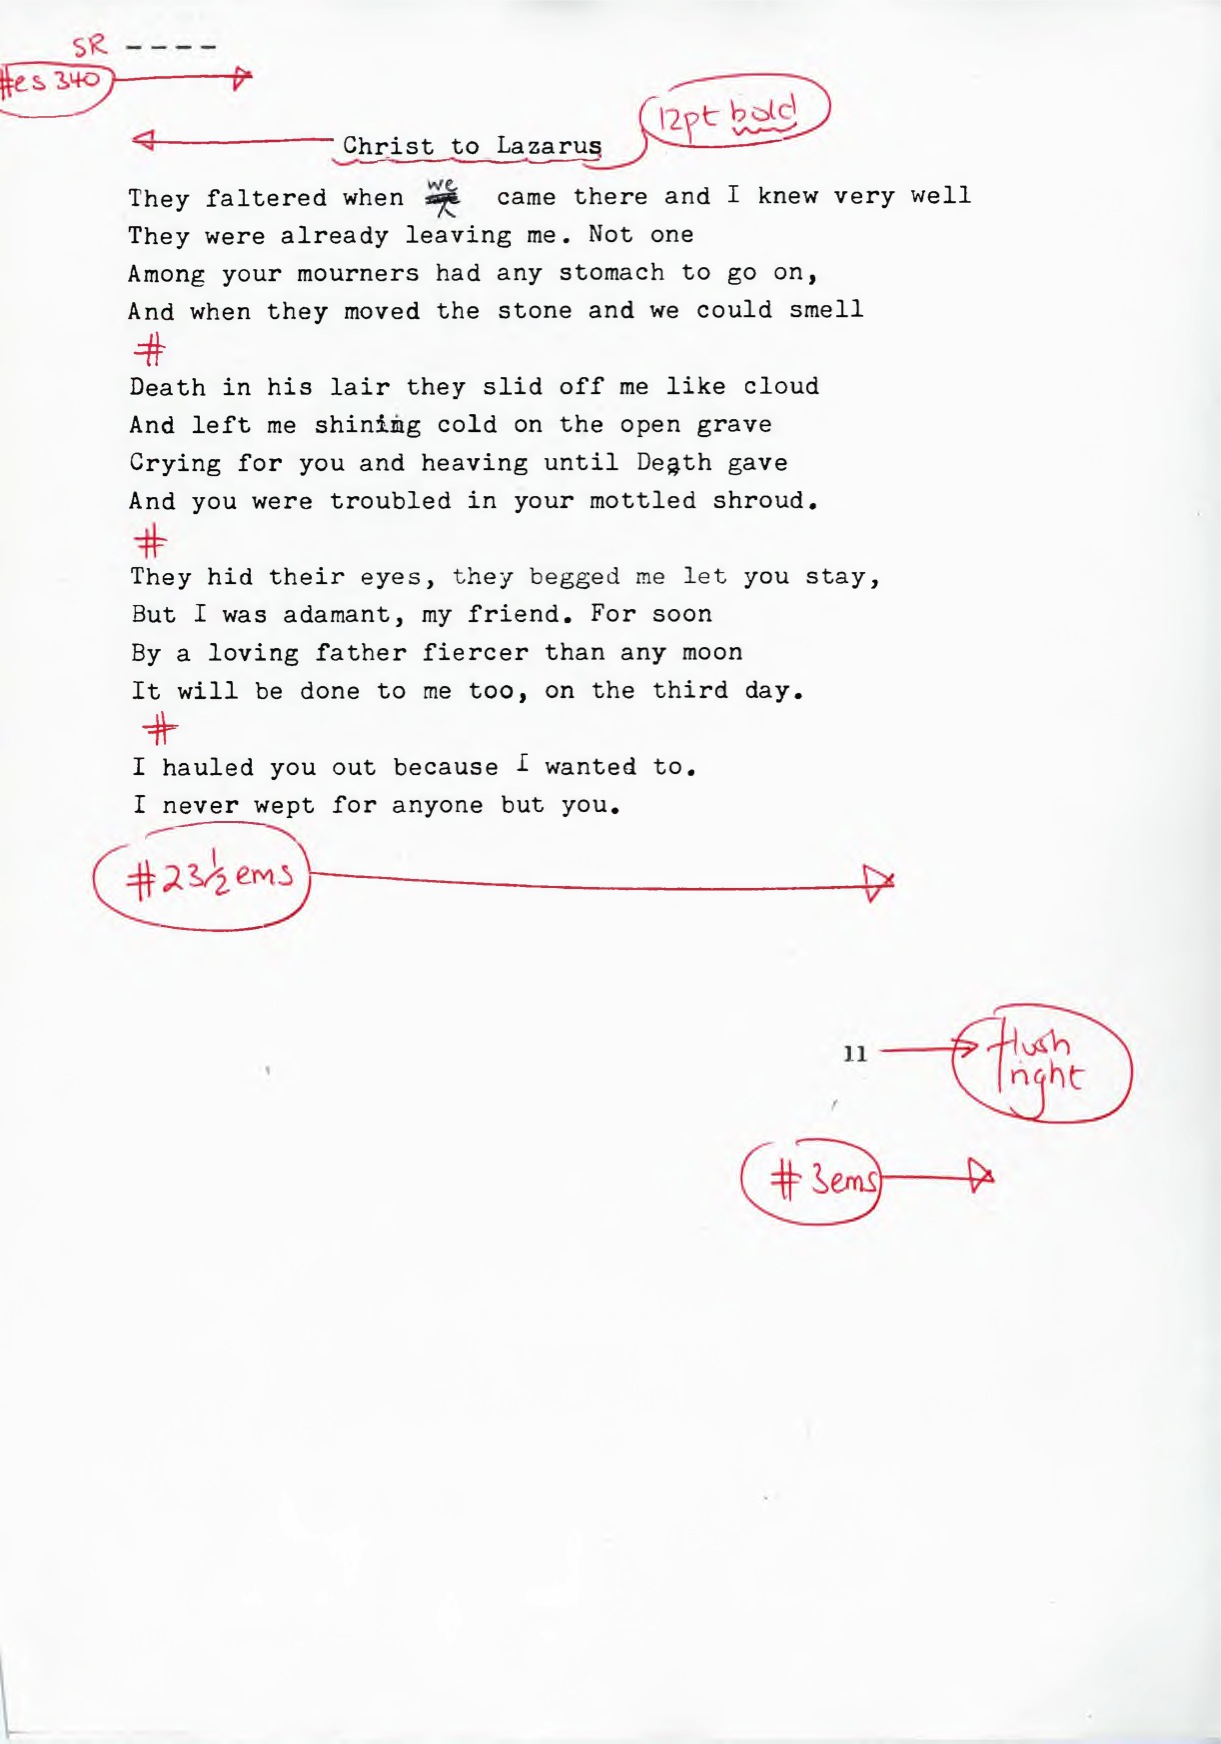 SR ----
#es 340
12pt bold
Christ to Lazarus
They faltered when we came there and I knew very well
They were already leaving me. Not one
Among your mourners had any stomach to go on,
And when they moved the stone and we could smell
#
Death in his lair they slid off me like cloud
And left me shining cold on the open grave
Crying for you and heaving until Death gave
And you were troubled in your mottled shroud.
#
They hid their eyes, they begged me let you stay,
But I was adamant, my friend. For soon
By a loving father fiercer than any moon
It will be done to me too, on the third day.
#
I hauled you out because I wanted to.
I never wept for anyone but you.
#23½ ems
11
flush
right
# 3ems